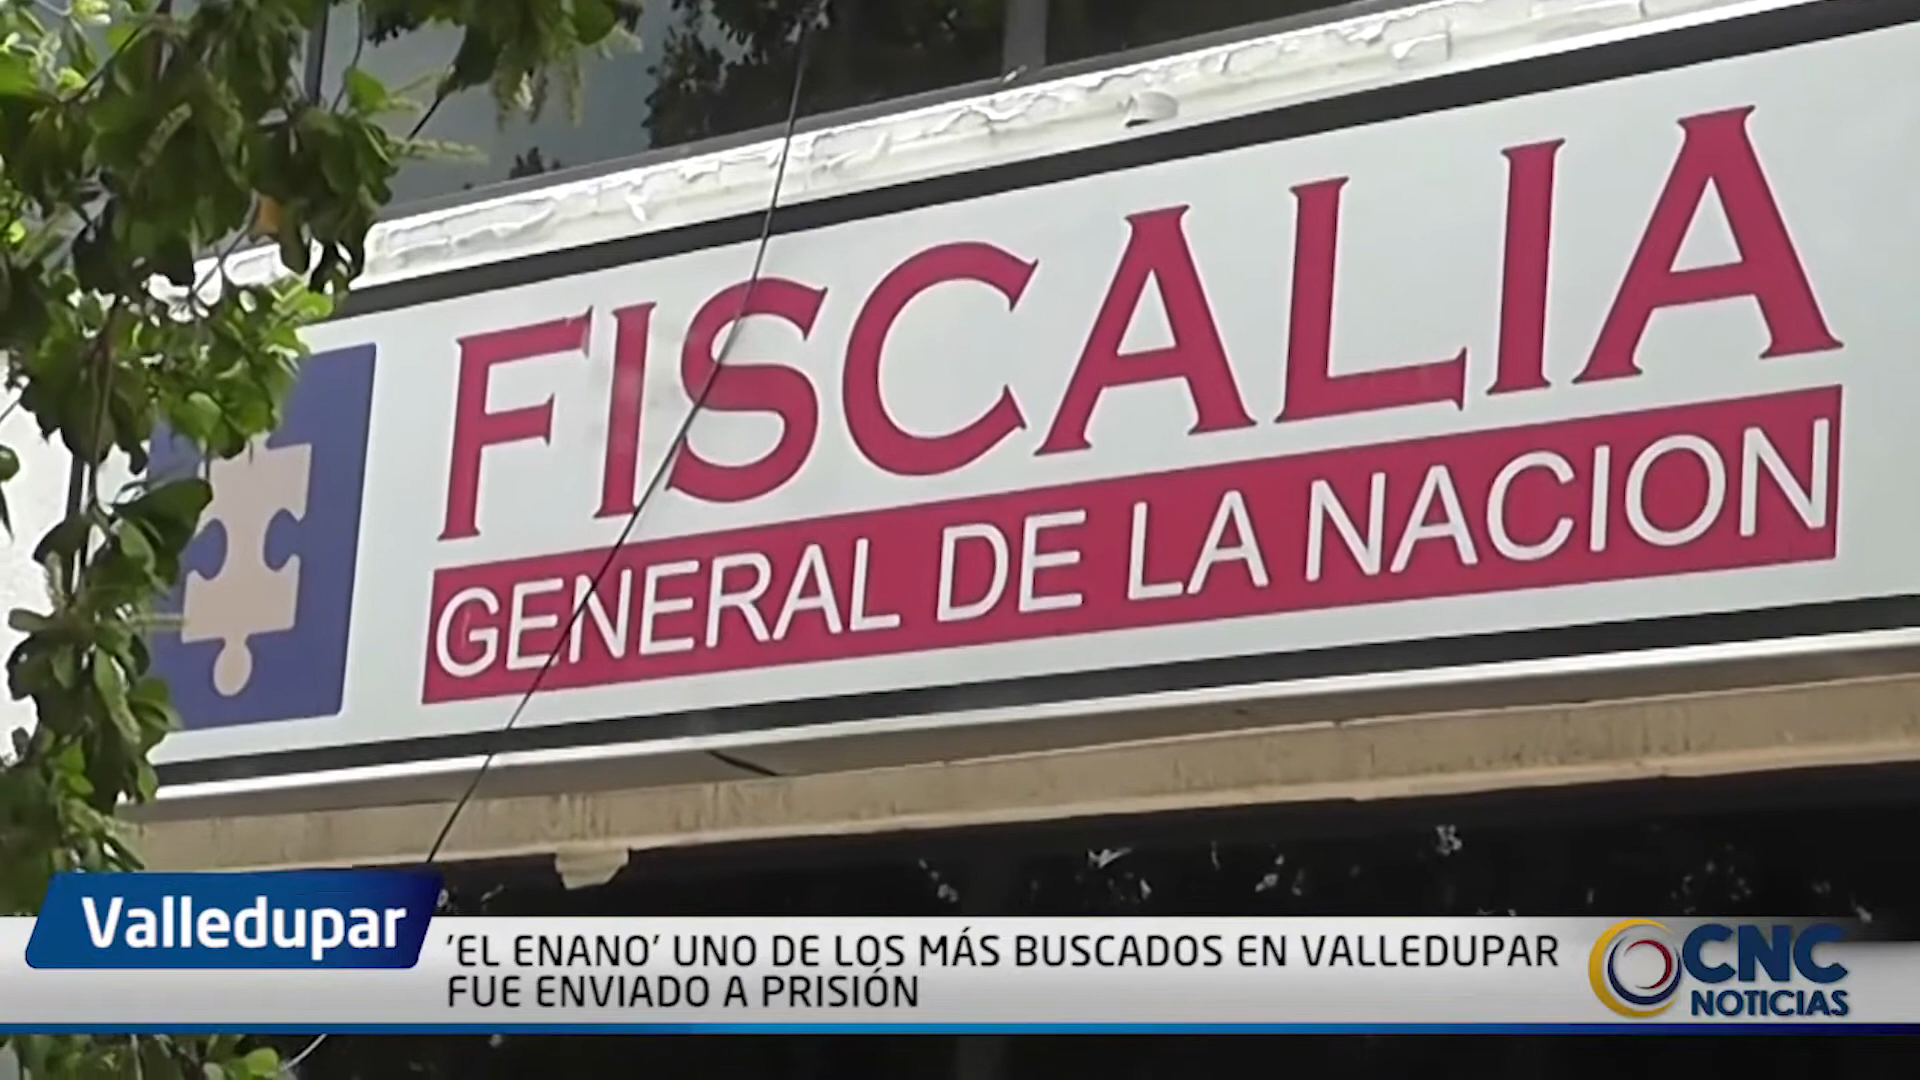 FISCALIA
GENERAL DE LA NACION
Valledupar
'EL ENANO' UNO DE LOS MÁS BUSCADOS EN VALLEDUPAR
FUE ENVIADO A PRISIÓN
CNC
NOTICIAS